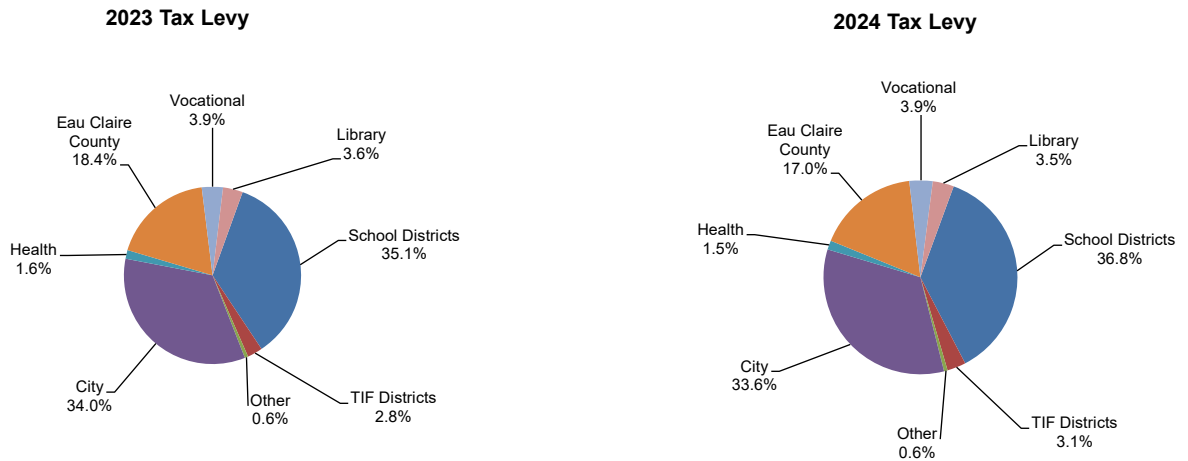 2023 Tax Levy
Vocational
3.9%
Library
3.6%
Eau Claire
County
18.4%
School Districts
35.1%
Health
1.6%
City
34.0%
Other
0.6%
TIF Districts
2.8%
2024 Tax Levy
Vocational
3.9%
Library
3.5%
Eau Claire
County
17.0%
School Districts
36.8%
Health
1.5%
City
33.6%
Other
0.6%
TIF Districts
3.1%